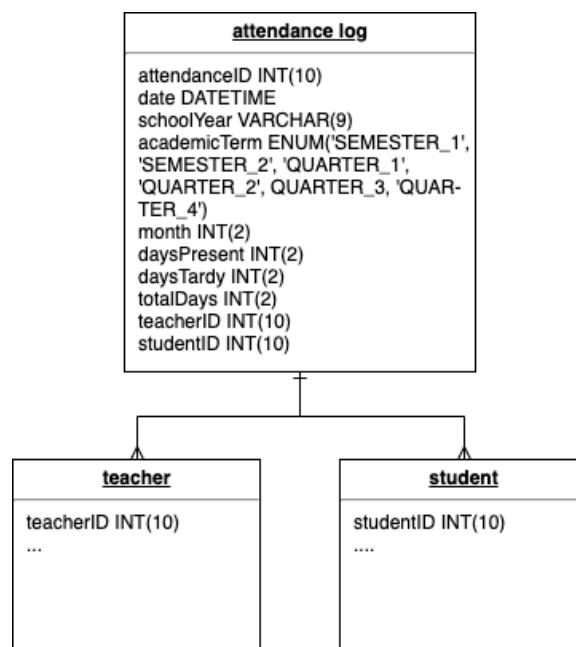 attendance log
attendanceID INT(10)
date DATETIME
schoolYear VARCHAR(9)
academicTerm ENUM('SEMESTER_1',
'SEMESTER_2', 'QUARTER_1',
'QUARTER_2', QUARTER_3, 'QUAR-
TER_4')
month INT(2)
daysPresent INT(2)
daysTardy INT(2)
totalDays INT(2)
teacherID INT(10)
studentID INT(10)
teacher
teacherID INT(10)
...
student
studentID INT(10)
....